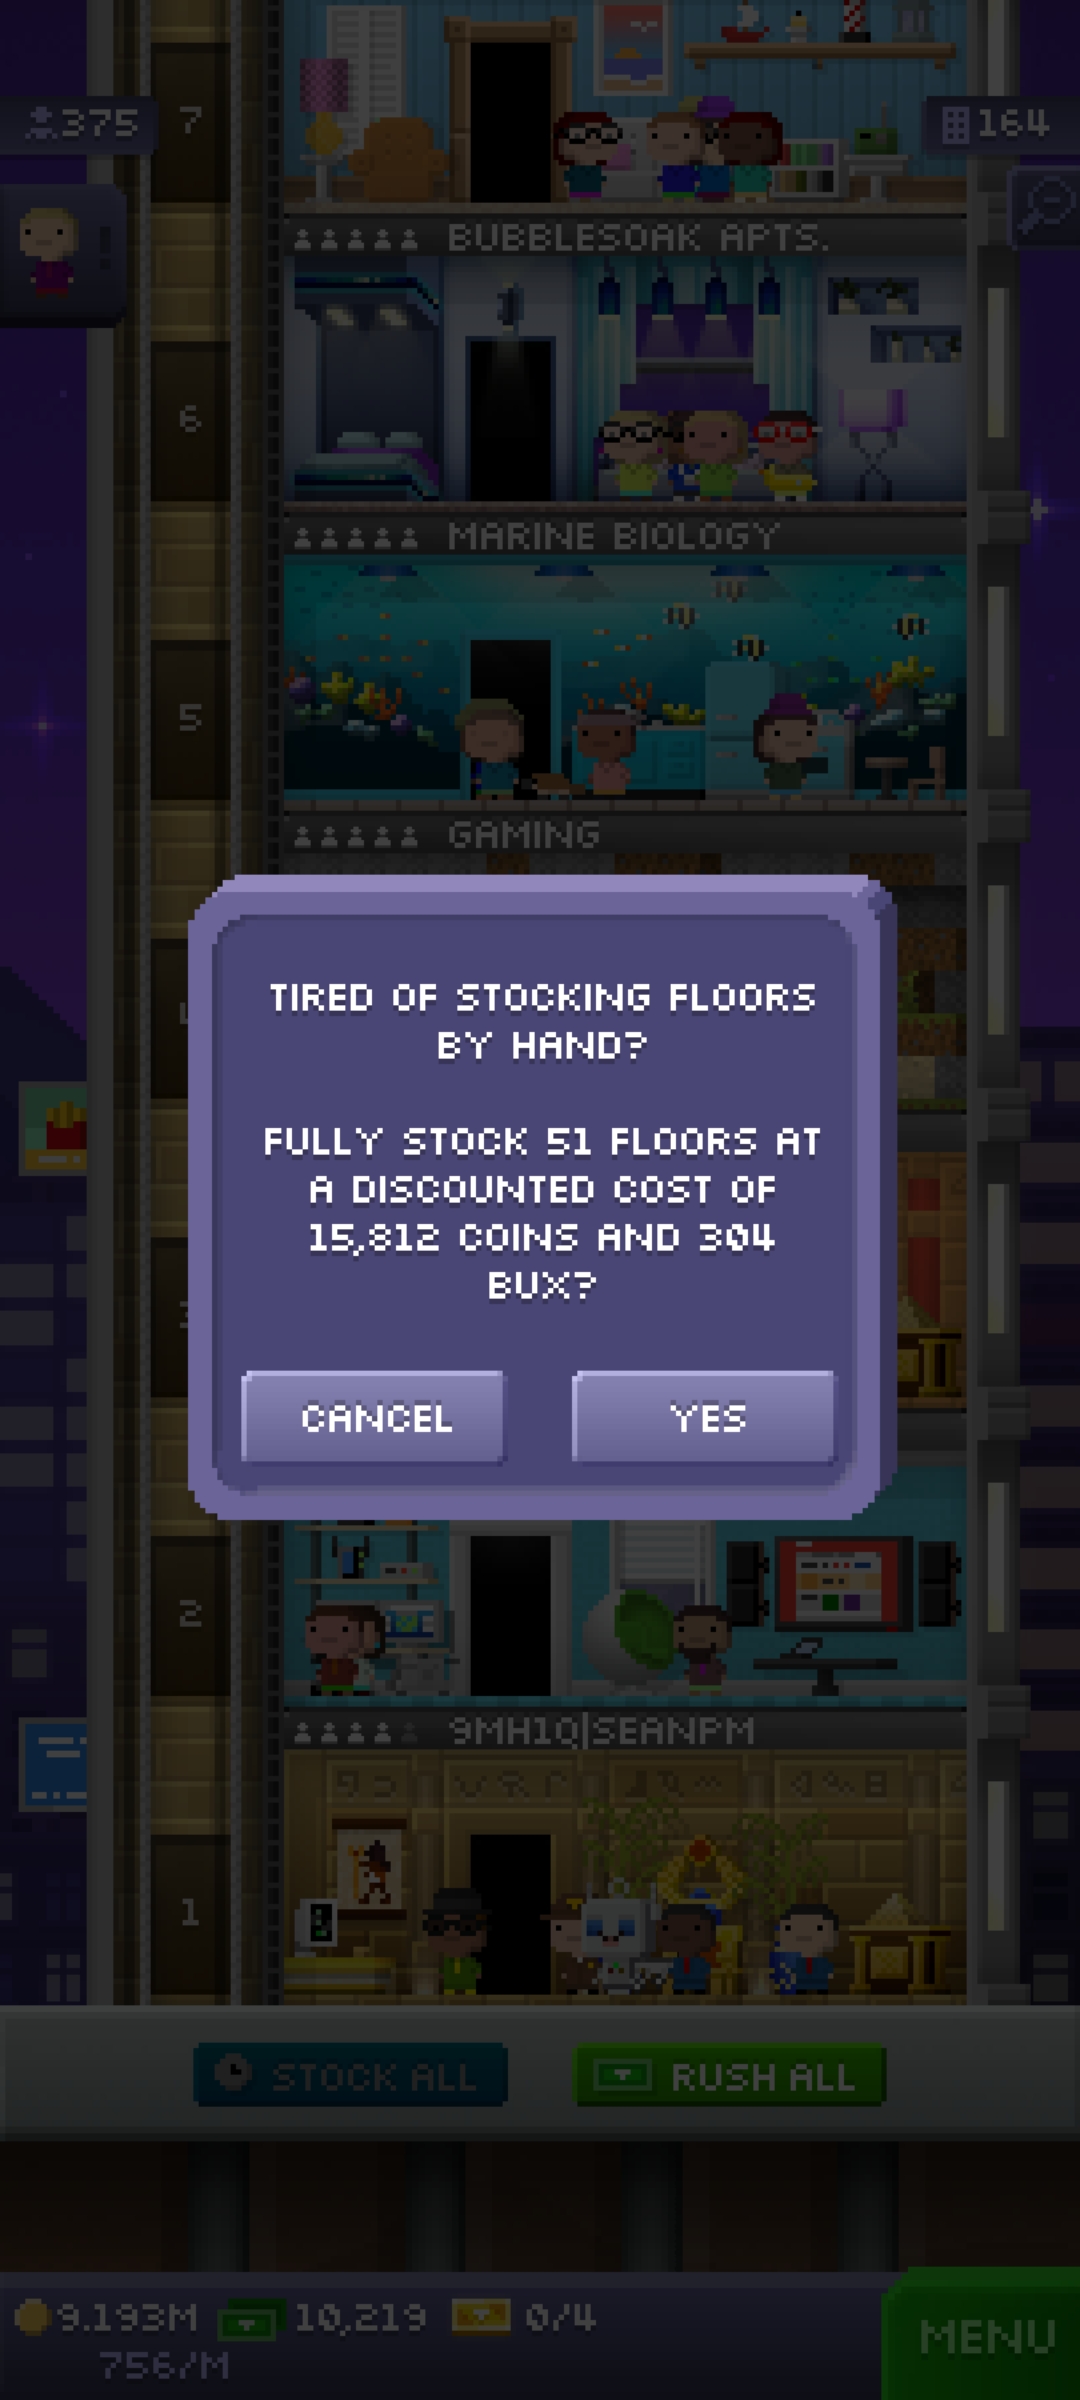 375
7
164
BUBBLESOAK APTS.
6
MARINE BIOLOGY
5
GAMING
TIRED OF STOCKING FLOORS
BY HAND?
FULLY STOCK 51 FLOORS AT
A DISCOUNTED COST OF
15,812 COINS AND 304
BUX?
CANCEL
YES
2
9MH1Q|SEANPM
1
STOCK ALL
RUSH ALL
9.193M
10,219
0/4
756/M
MENU